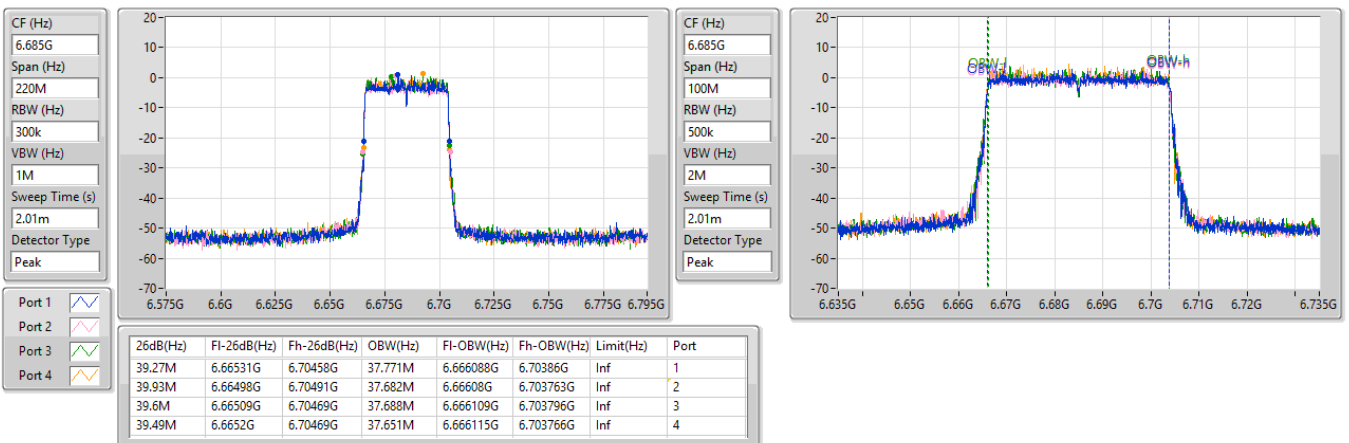 CF (Hz)
6.685G
Span (Hz)
220M
RBW (Hz)
300k
VBW (Hz)
1M
Sweep Time (s)
2.01m
Detector Type
Peak
20
10
0
-10
-20
-30
-40
-50
-60
-70
6.575G 6.6G 6.625G 6.65G 6.675G 6.7G 6.725G 6.75G 6.775G 6.795G
CF (Hz)
6.685G
Span (Hz)
100M
RBW (Hz)
500k
VBW (Hz)
2M
Sweep Time (s)
2.01m
Detector Type
Peak
20
10
0
-10
-20
-30
-40
-50
-60
-70
OBW-l OBW-h
6.635G 6.65G 6.66G 6.67G 6.68G 6.69G 6.7G 6.71G 6.72G 6.735G
Port 1
Port 2
Port 3
Port 4
26dB(Hz) Fl-26dB(Hz) Fh-26dB(Hz) OBW(Hz) Fl-OBW(Hz) Fh-OBW(Hz) Limit(Hz) Port
39.27M 6.66531G 6.70458G 37.771M 6.666088G 6.70386G Inf 1
39.93M 6.66498G 6.70491G 37.682M 6.66608G 6.703763G Inf 2
39.6M 6.66509G 6.70469G 37.688M 6.666109G 6.703796G Inf 3
39.49M 6.6652G 6.70469G 37.651M 6.666115G 6.703766G Inf 4